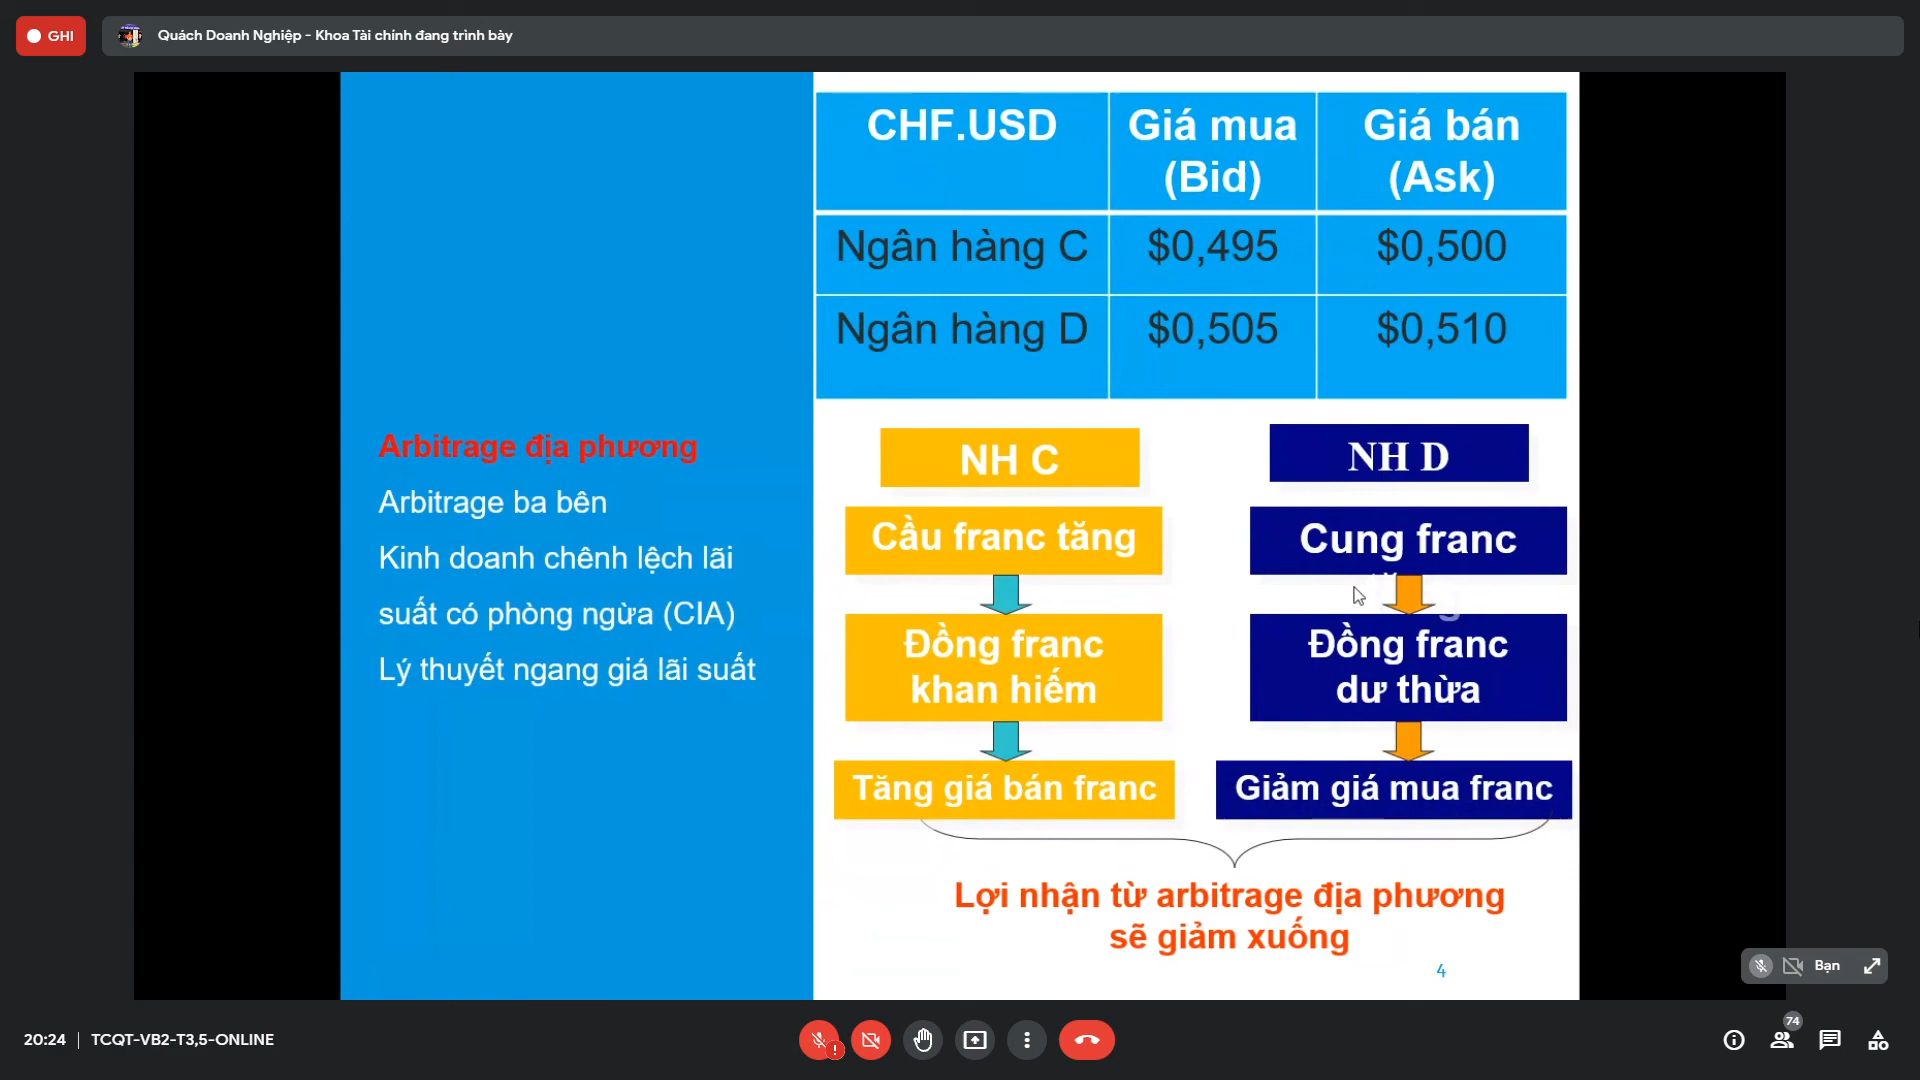 GHI
Quách Doanh Nghiệp - Khoa Tài chính đang trình bày
CHF.USD
Giá mua
(Bid)
Giá bán
(Ask)
Ngân hàng C
$0,495
$0,500
Ngân hàng D
$0,505
$0,510
Arbitrage địa phương
Arbitrage ba bên
Kinh doanh chênh lệch lãi
suất có phòng ngừa (CIA)
Lý thuyết ngang giá lãi suất
NH C
Cầu franc tăng
Đồng franc
khan hiếm
Tăng giá bán franc
NH D
Cung franc
Đồng franc
dư thừa
Giảm giá mua franc
Lợi nhận từ arbitrage địa phương
sẽ giảm xuống
4
Bạn
20:24
TCQT-VB2-T3,5-ONLINE
74